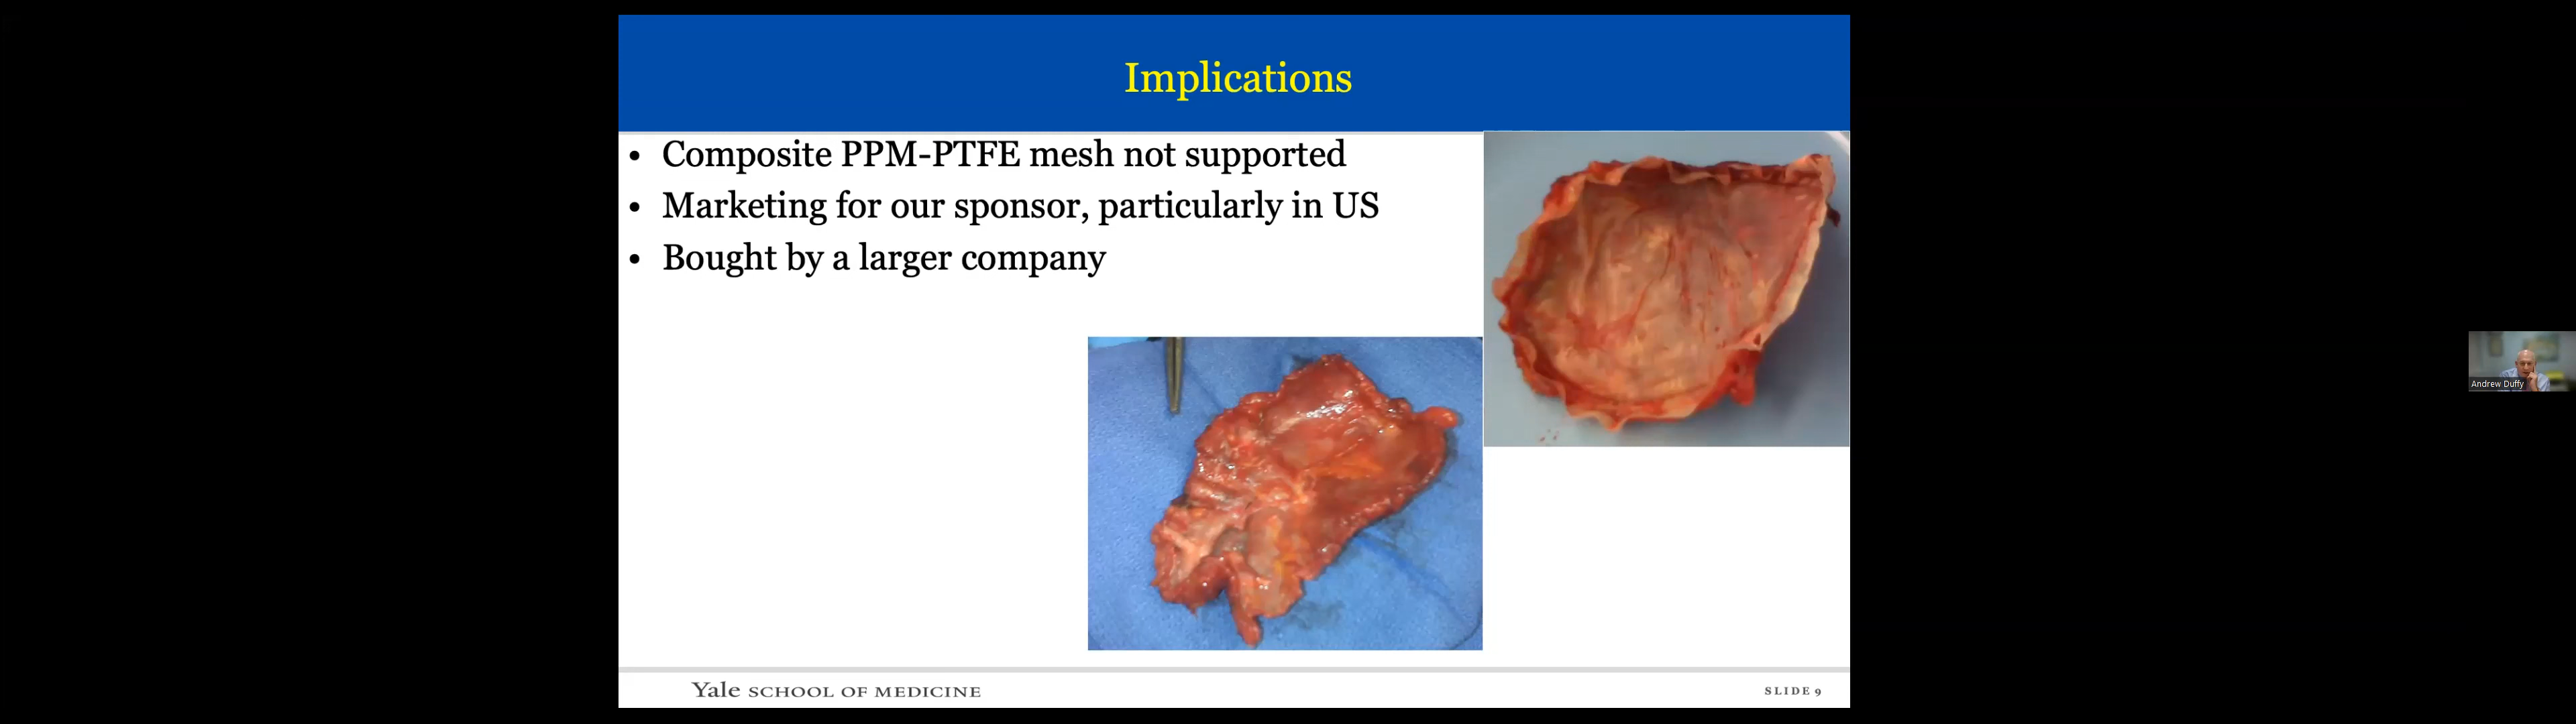 Implications
• Composite PPM-PTFE mesh not supported
• Marketing for our sponsor, particularly in US
• Bought by a larger company
Andrew Duffy
Yale SCHOOL OF MEDICINE
SLIDE 9